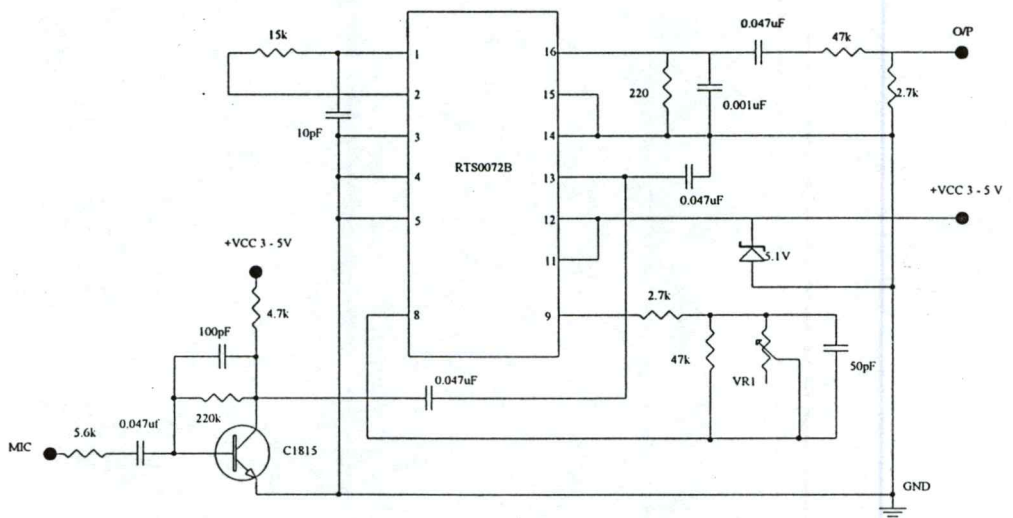 15k
1
2
3
4
5
8
10pF
RTS0072B
16
15
14
13
12
11
9
0.047uF
47k
O/P
220
0.001uF
2.7k
0.047uF
+VCC 3 - 5 V
5.1V
+VCC 3 - 5V
4.7k
100pF
220k
0.047uF
2.7k
47k
VR1
50pF
MIC
5.6k
0.047uf
C1815
GND